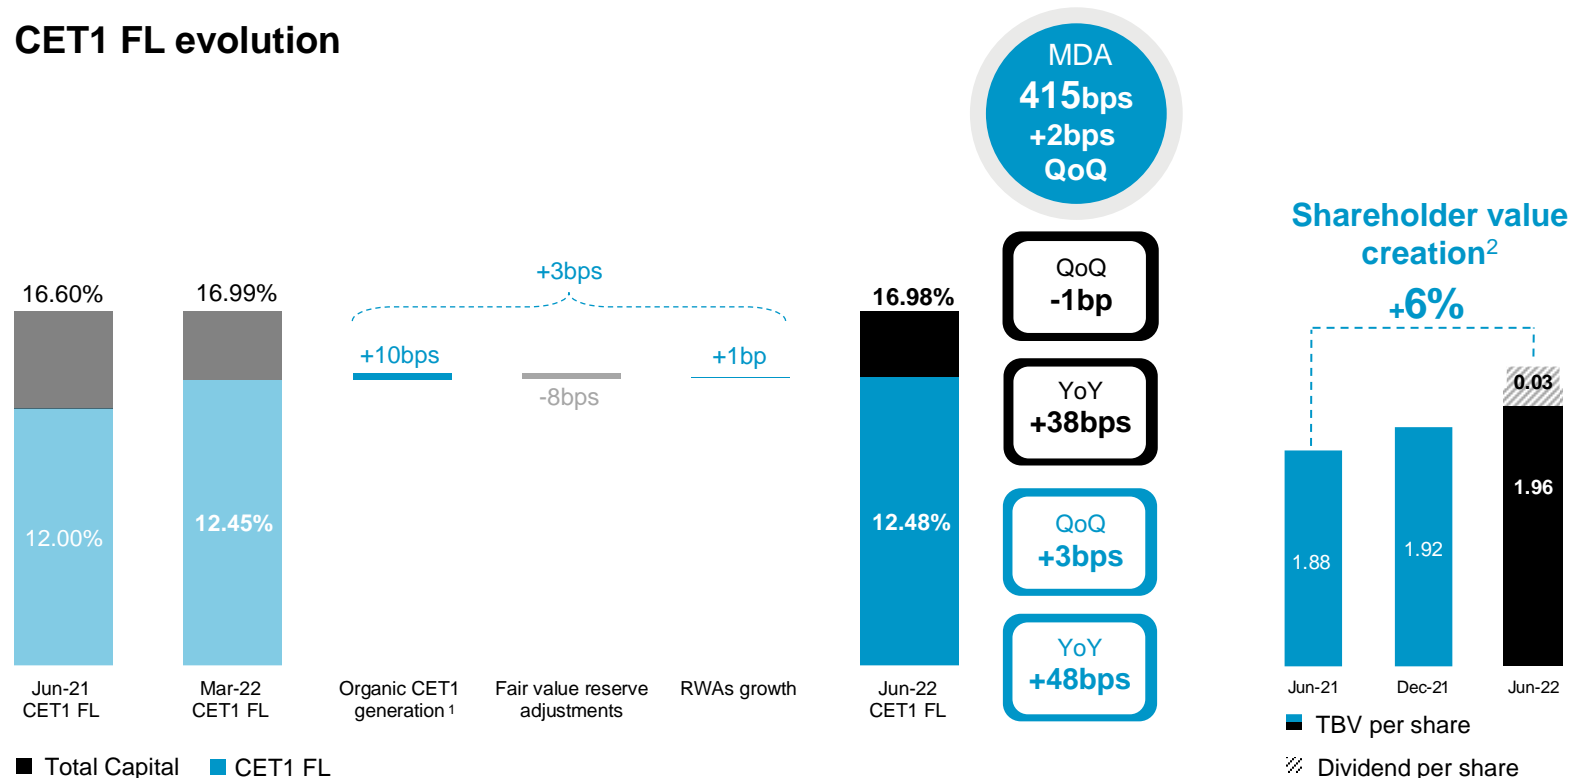 CET1 FL evolution
MDA
415bps
+2bps
QoQ
16.60%
16.99%
+3bps
+10bps
-8bps
+1bp
16.98%
12.00%
12.45%
12.48%
Jun-21
CET1 FL
Mar-22
CET1 FL
Organic CET1
generation 1
Fair value reserve
adjustments
RWAs growth
Jun-22
CET1 FL
Total Capital
CET1 FL
QoQ
-1bp
YoY
+38bps
QoQ
+3bps
YoY
+48bps
Shareholder value
creation2
+6%
0.03
1.88
1.92
1.96
Jun-21
Dec-21
Jun-22
TBV per share
Dividend per share